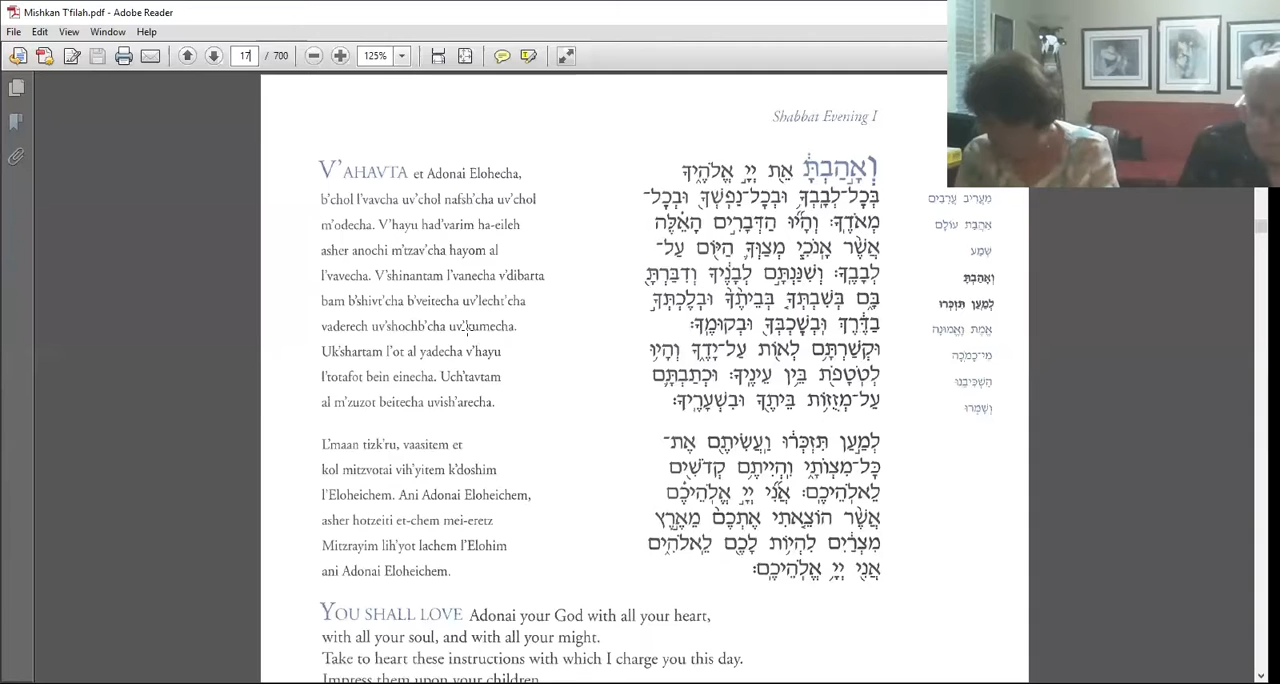 Mishkan T'filah.pdf - Adobe Reader
File Edit View Window Help
17 / 700 125%
Shabbat Evening I
V'AHAVTA et Adonai Elohecha,
b'chol l'vavcha uv'chol nafsh'cha uv'chol
m'odecha. V'hayu had'varim ha-eileh
asher anochi m'tzav'cha hayom al
l'vavecha. V'shinantam l'vanecha v'dibarta
bam b'shivt'cha b'veitecha uv'lecht'cha
vaderech uv'shochb'cha uv'kumecha.
Uk'shartam l'ot al yadecha v'hayu
l'totafot bein einecha. Uch'tavtam
al m'zuzot beitecha uvish'arecha.
L'maan tizk'ru, vaasitem et
kol mitzvotai vih'yitem k'doshim
l'Eloheichem. Ani Adonai Eloheichem,
asher hotzeiti et-chem mei-eretz
Mitzrayim lih'yot lachem l'Elohim
ani Adonai Eloheichem.
וְאָ֣הַבְתָּ֔ אֵ֖ת יְיָ֣ אֱלֹהֶ֑יךָ
בְּכָל־לְבָבְךָ֥ וּבְכָל־נַפְשְׁךָ֖ וּבְכָל־
מְאֹדֶֽךָ׃ וְהָי֞וּ הַדְּבָרִ֣ים הָאֵ֗לֶּה
אֲשֶׁ֨ר אָֽנֹכִ֧י מְצַוְּךָ֛ הַיּ֖וֹם עַל־
לְבָבֶֽךָ׃ וְשִׁנַּנְתָּ֣ם לְבָנֶ֔יךָ וְדִבַּרְתָּ֖
בָּ֑ם בְּשִׁבְתְּךָ֤ בְּבֵיתֶ֙ךָ֙ וּבְלֶכְתְּךָ֣
בַדֶּ֔רֶךְ וּֽבְשָׁכְבְּךָ֖ וּבְקוּמֶֽךָ׃
וּקְשַׁרְתָּ֥ם לְא֖וֹת עַל־יָדֶ֑ךָ וְהָי֥וּ
לְטֹטָפֹ֖ת בֵּ֥ין עֵינֶֽיךָ׃ וּכְתַבְתָּ֛ם
עַל־מְזֻז֥וֹת בֵּיתֶ֖ךָ וּבִשְׁעָרֶֽיךָ׃
לְמַ֣עַן תִּזְכְּר֔וּ וַעֲשִׂיתֶ֖ם אֶת־
כָּל־מִצְוֹתָ֑י וִהְיִיתֶ֥ם קְדֹשִׁ֖ים
לֵאלֹֽהֵיכֶֽם׃ אֲנִ֞י יְיָ֣ אֱלֹֽהֵיכֶ֗ם
אֲשֶׁ֨ר הוֹצֵ֤אתִי אֶתְכֶם֙ מֵאֶ֣רֶץ
מִצְרַ֔יִם לִהְי֥וֹת לָכֶ֖ם לֵאלֹהִ֑ים
אֲנִ֖י יְיָ֥ אֱלֹהֵיכֶֽם׃
מַעֲרִיב עֲרָבִים
אַהֲבַת עוֹלָם
שְׁמַע
וְאָהַבְתָּ
לְמַעַן תִּזְכְּרוּ
אֱמֶת וֶאֱמוּנָה
מִי־כָמֹכָה
הַשְׁכִּיבֵנוּ
וְשָׁמְרוּ
YOU SHALL LOVE Adonai your God with all your heart,
with all your soul, and with all your might.
Take to heart these instructions with which I charge you this day.
Impress them upon your children.